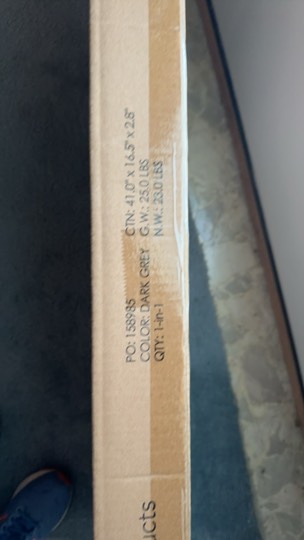 PO: 158985 CTN: 41.0" x 16.5" x 2.8"
COLOR: DARK GREY G.W.: 25.0 LBS
QTY: 1-in-1 N.W.: 23.0 LBS
ucts